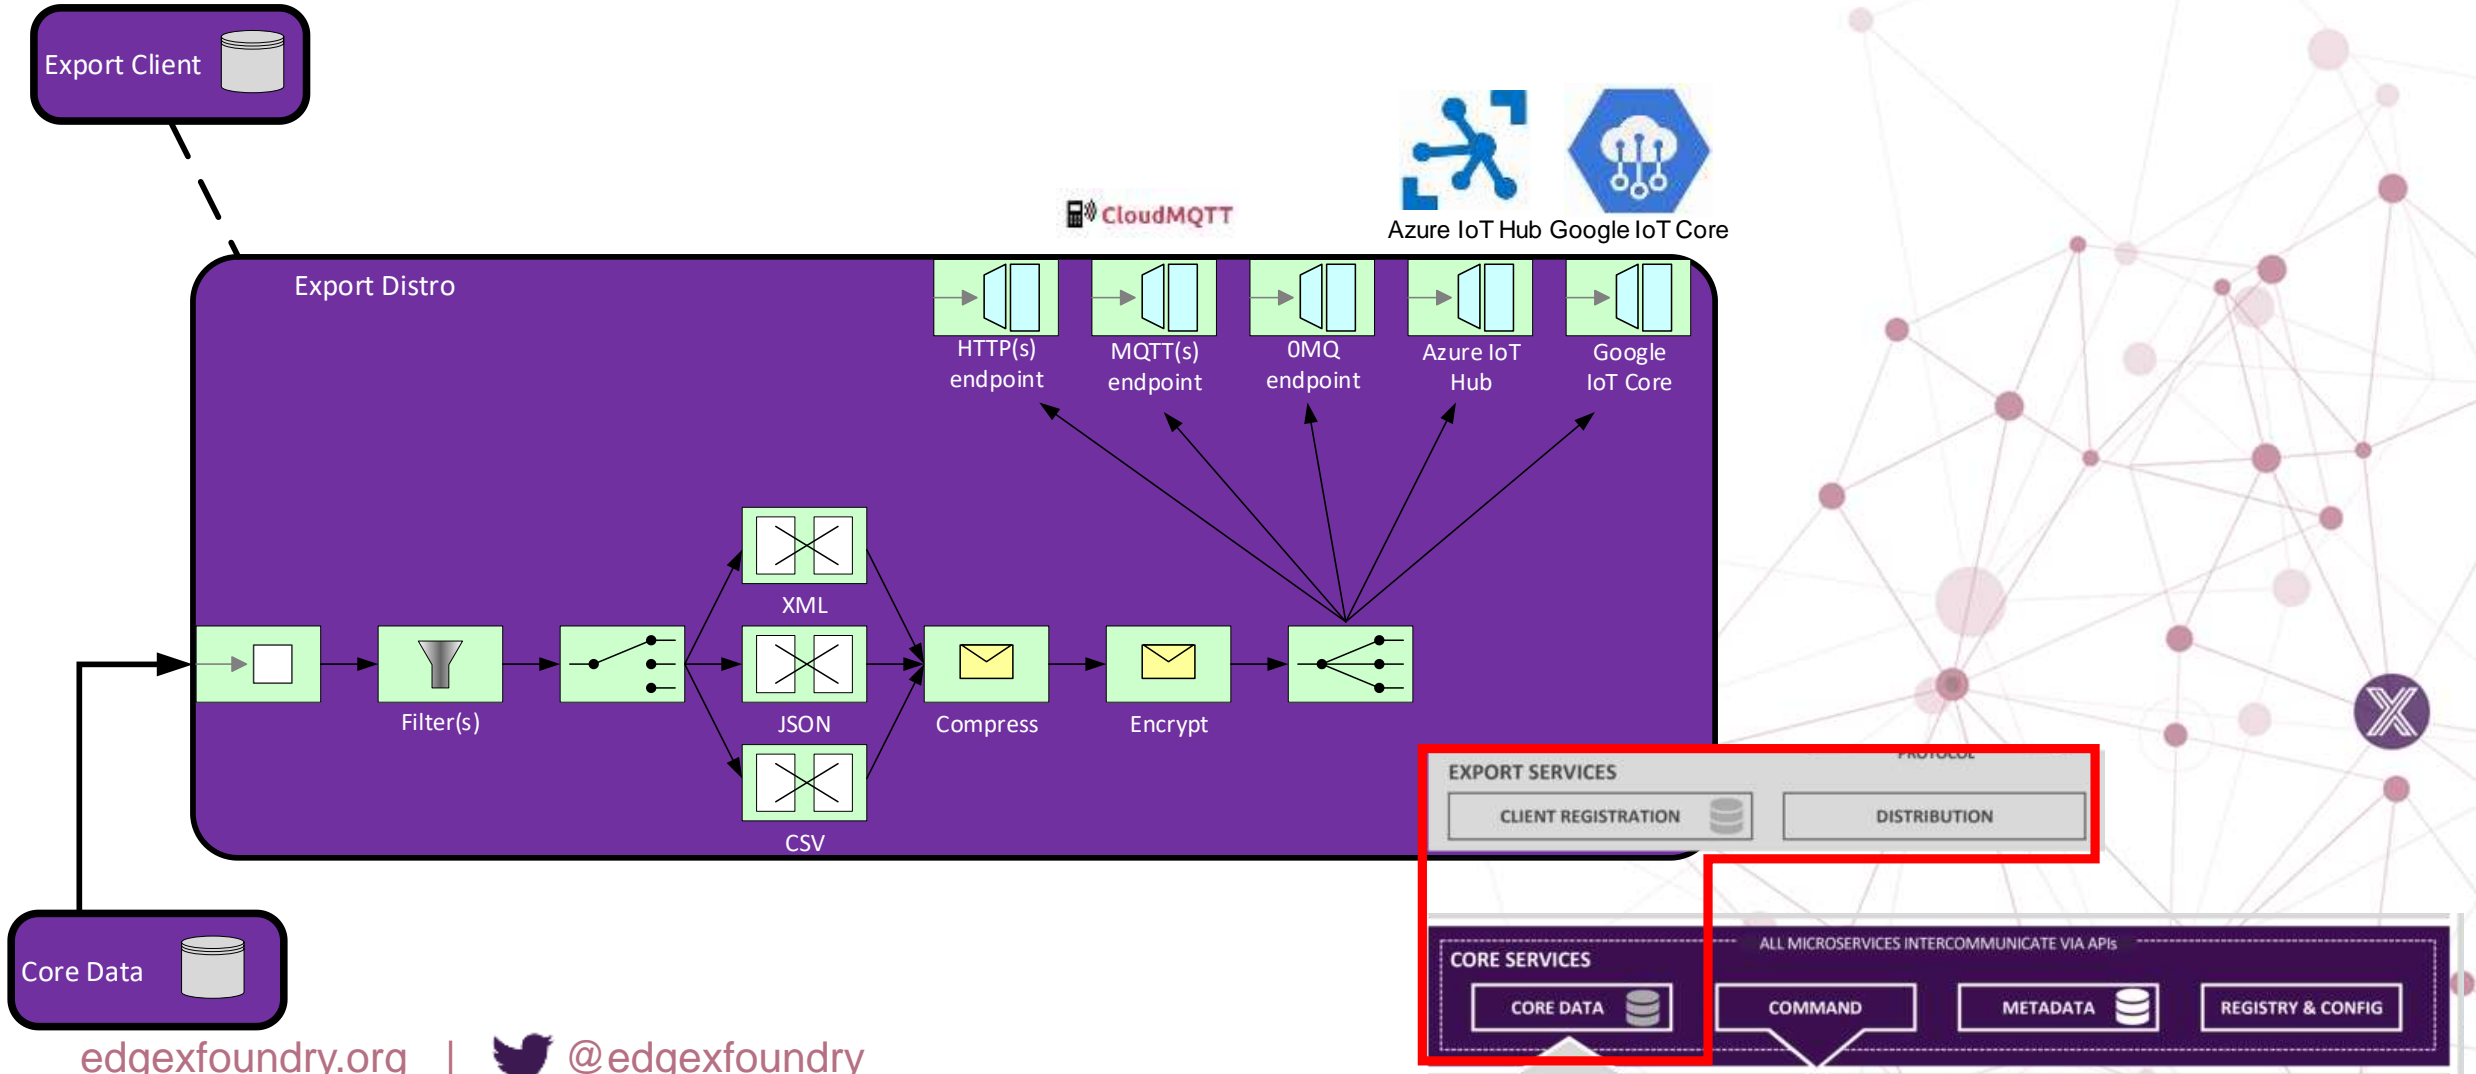 Export Client
CloudMQTT
Azure IoT Hub Google IoT Core
Export Distro
HTTP(s)
endpoint
MQTT(s)
endpoint
0MQ
endpoint
Azure IoT
Hub
Google
IoT Core
XML
Filter(s)
JSON
Compress
Encrypt
CSV
PROTOCOL
EXPORT SERVICES
CLIENT REGISTRATION
DISTRIBUTION
Core Data
ALL MICROSERVICES INTERCOMMUNICATE VIA APIs
CORE SERVICES
CORE DATA
COMMAND
METADATA
REGISTRY & CONFIG
edgexfoundry.org | @edgexfoundry